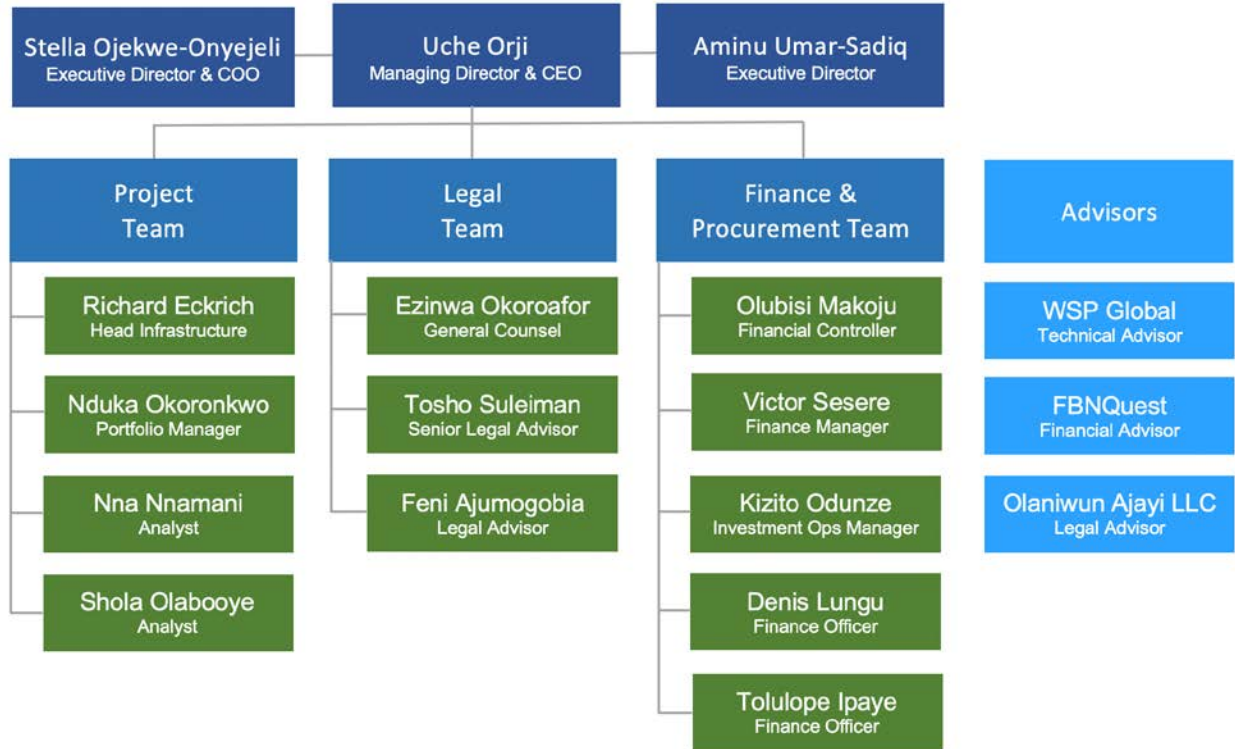 Stella Ojekwe-Onyejeli
Executive Director & COO
Uche Orji
Managing Director & CEO
Aminu Umar-Sadiq
Executive Director
Project
Team
Richard Eckrich
Head Infrastructure
Nduka Okoronkwo
Portfolio Manager
Nna Nnamani
Analyst
Shola Olabooye
Analyst
Legal
Team
Ezinwa Okoroafor
General Counsel
Tosho Suleiman
Senior Legal Advisor
Feni Ajumogobia
Legal Advisor
Finance &
Procurement Team
Olubisi Makoju
Financial Controller
Victor Sesere
Finance Manager
Kizito Odunze
Investment Ops Manager
Denis Lungu
Finance Officer
Tolulope Ipaye
Finance Officer
Advisors
WSP Global
Technical Advisor
FBNQuest
Financial Advisor
Olaniwun Ajayi LLC
Legal Advisor